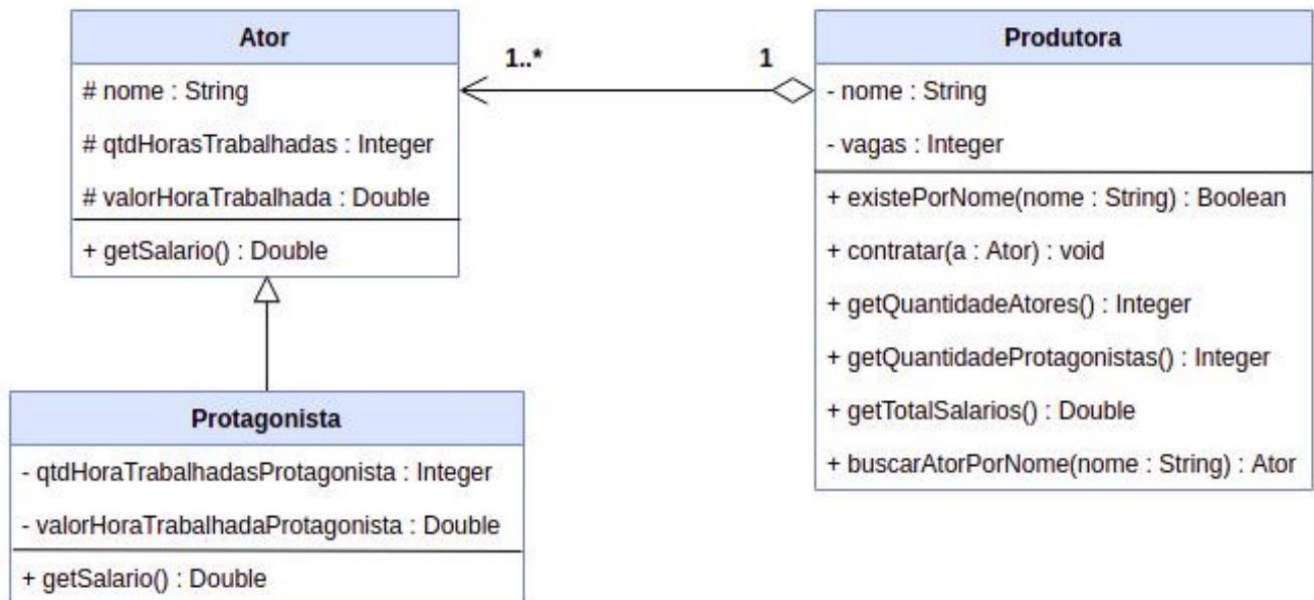 Ator
# nome : String
# qtdHorasTrabalhadas : Integer
# valorHoraTrabalhada : Double
+ getSalario() : Double
1..*
1
Produtora
- nome : String
- vagas : Integer
+ existePorNome(nome : String) : Boolean
+ contratar(a : Ator) : void
+ getQuantidadeAtores() : Integer
+ getQuantidadeProtagonistas() : Integer
+ getTotalSalarios() : Double
+ buscarAtorPorNome(nome : String) : Ator
Protagonista
- qtdHoraTrabalhadasProtagonista : Integer
- valorHoraTrabalhadaProtagonista : Double
+ getSalario() : Double